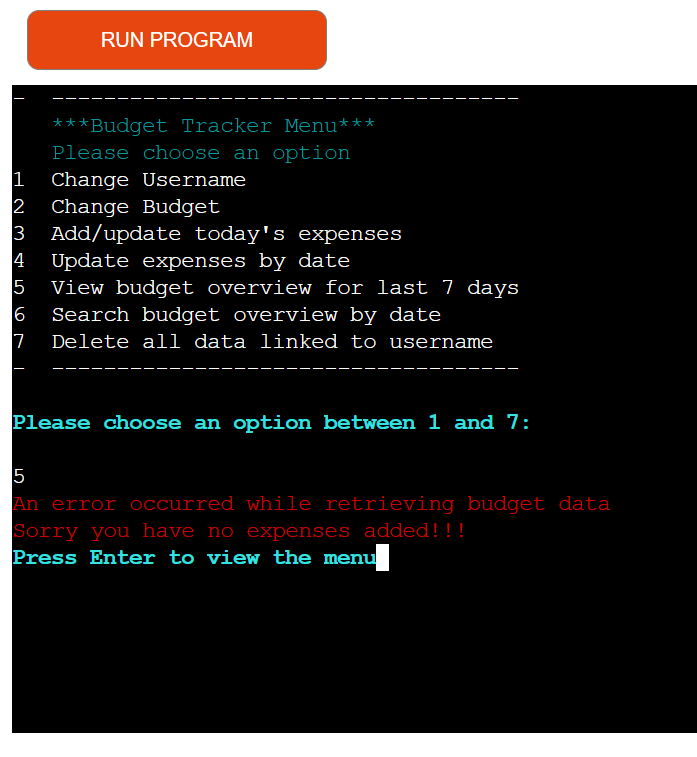 RUN PROGRAM
-  ------------------------------------
   ***Budget Tracker Menu***
   Please choose an option
1  Change Username
2  Change Budget
3  Add/update today's expenses
4  Update expenses by date
5  View budget overview for last 7 days
6  Search budget overview by date
7  Delete all data linked to username
-  ------------------------------------
Please choose an option between 1 and 7:
5
An error occurred while retrieving budget data
Sorry you have no expenses added!!!
Press Enter to view the menu